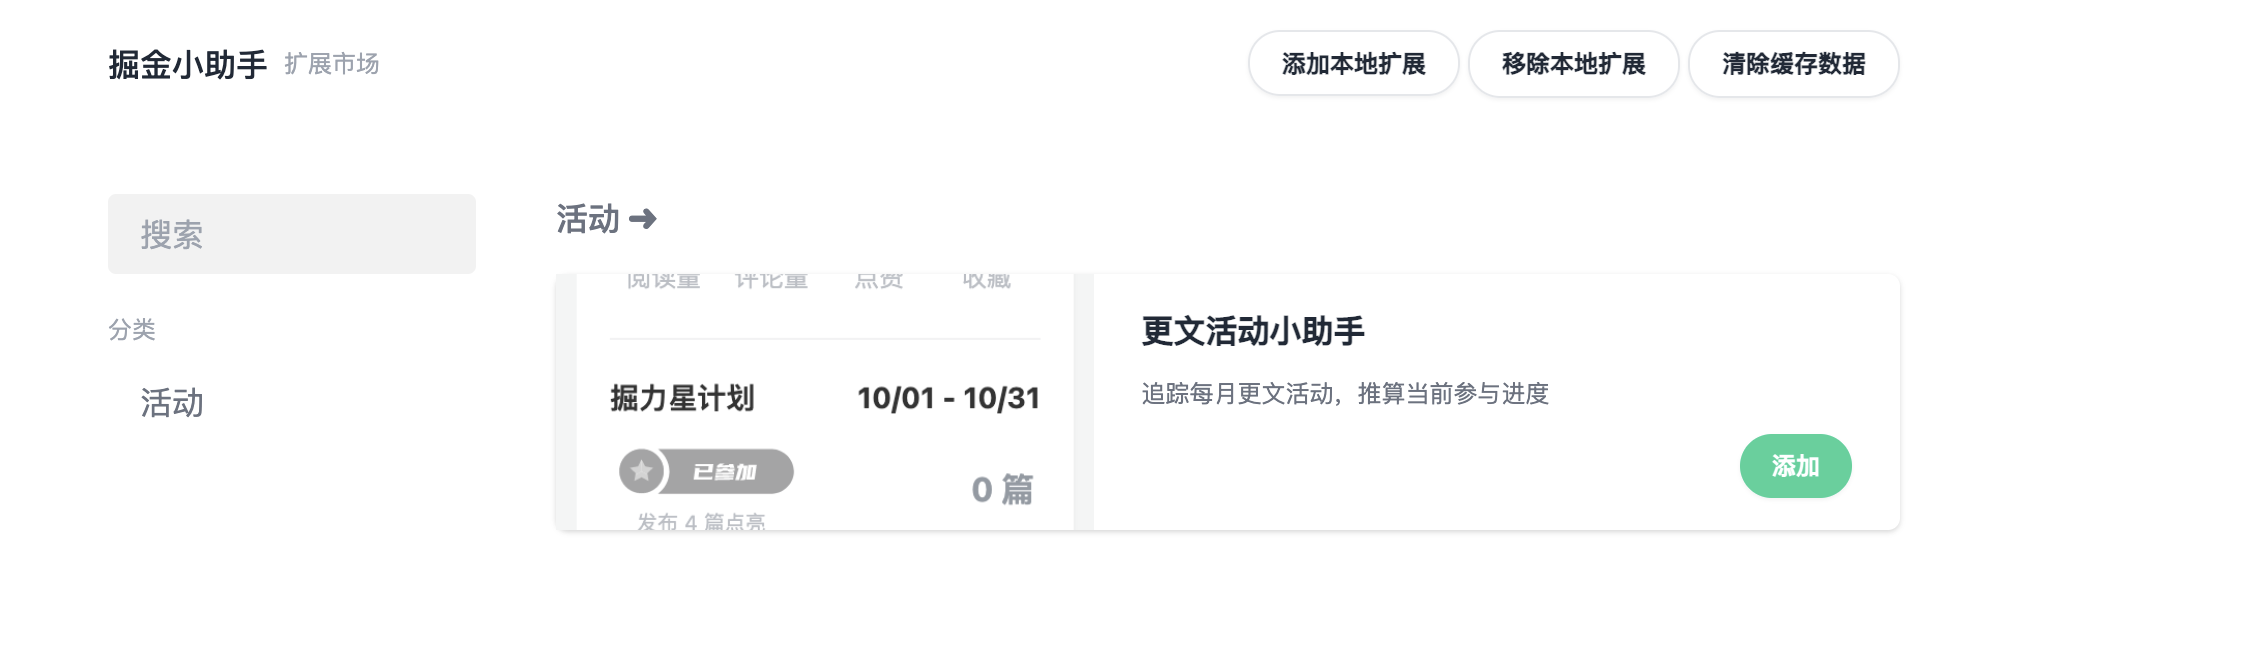 掘金小助手 扩展市场
添加本地扩展 移除本地扩展 清除缓存数据
搜索
分类
活动
活动 ➜
阅读量 评论量 点赞 收藏
掘力星计划 10/01 - 10/31
已参加 0 篇
发布 4 篇点亮
更文活动小助手
追踪每月更文活动，推算当前参与进度
添加